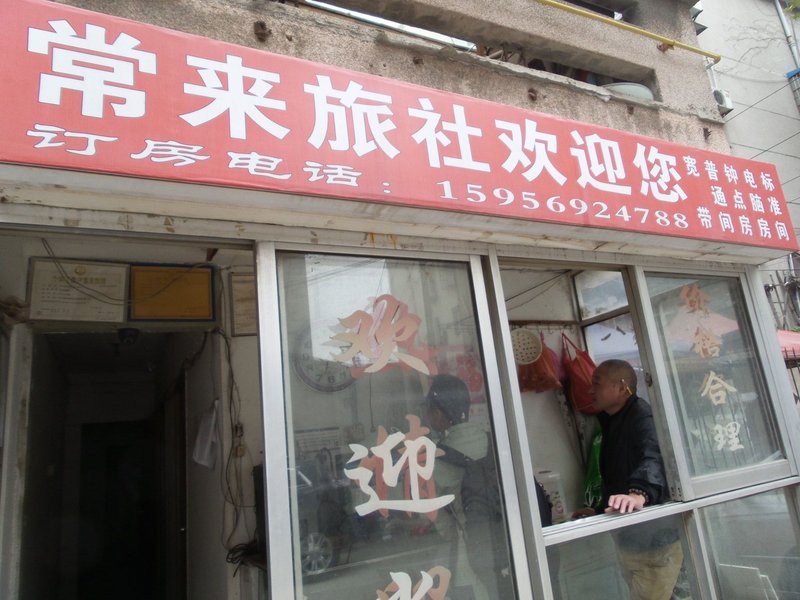 常来旅社欢迎您
订房电话：15956924788
宽带
普通间
钟点房
电脑房
标准间
欢迎
合理